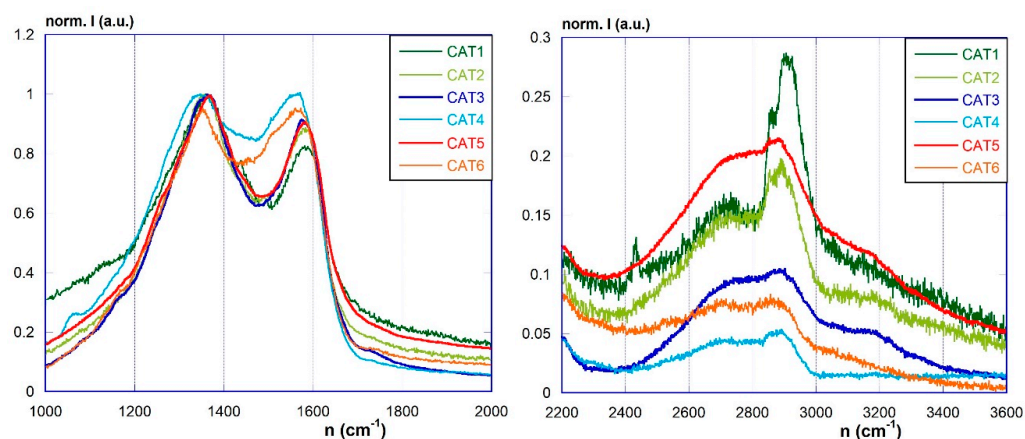 norm. I (a.u.)
1.2
1
0.8
0.6
0.4
0.2
0
CAT1
CAT2
CAT3
CAT4
CAT5
CAT6
1000 1200 1400 1600 1800 2000
n (cm⁻¹)
norm. I (a.u.)
0.3
0.25
0.2
0.15
0.1
0.05
0
CAT1
CAT2
CAT3
CAT4
CAT5
CAT6
2200 2400 2600 2800 3000 3200 3400 3600
n (cm⁻¹)